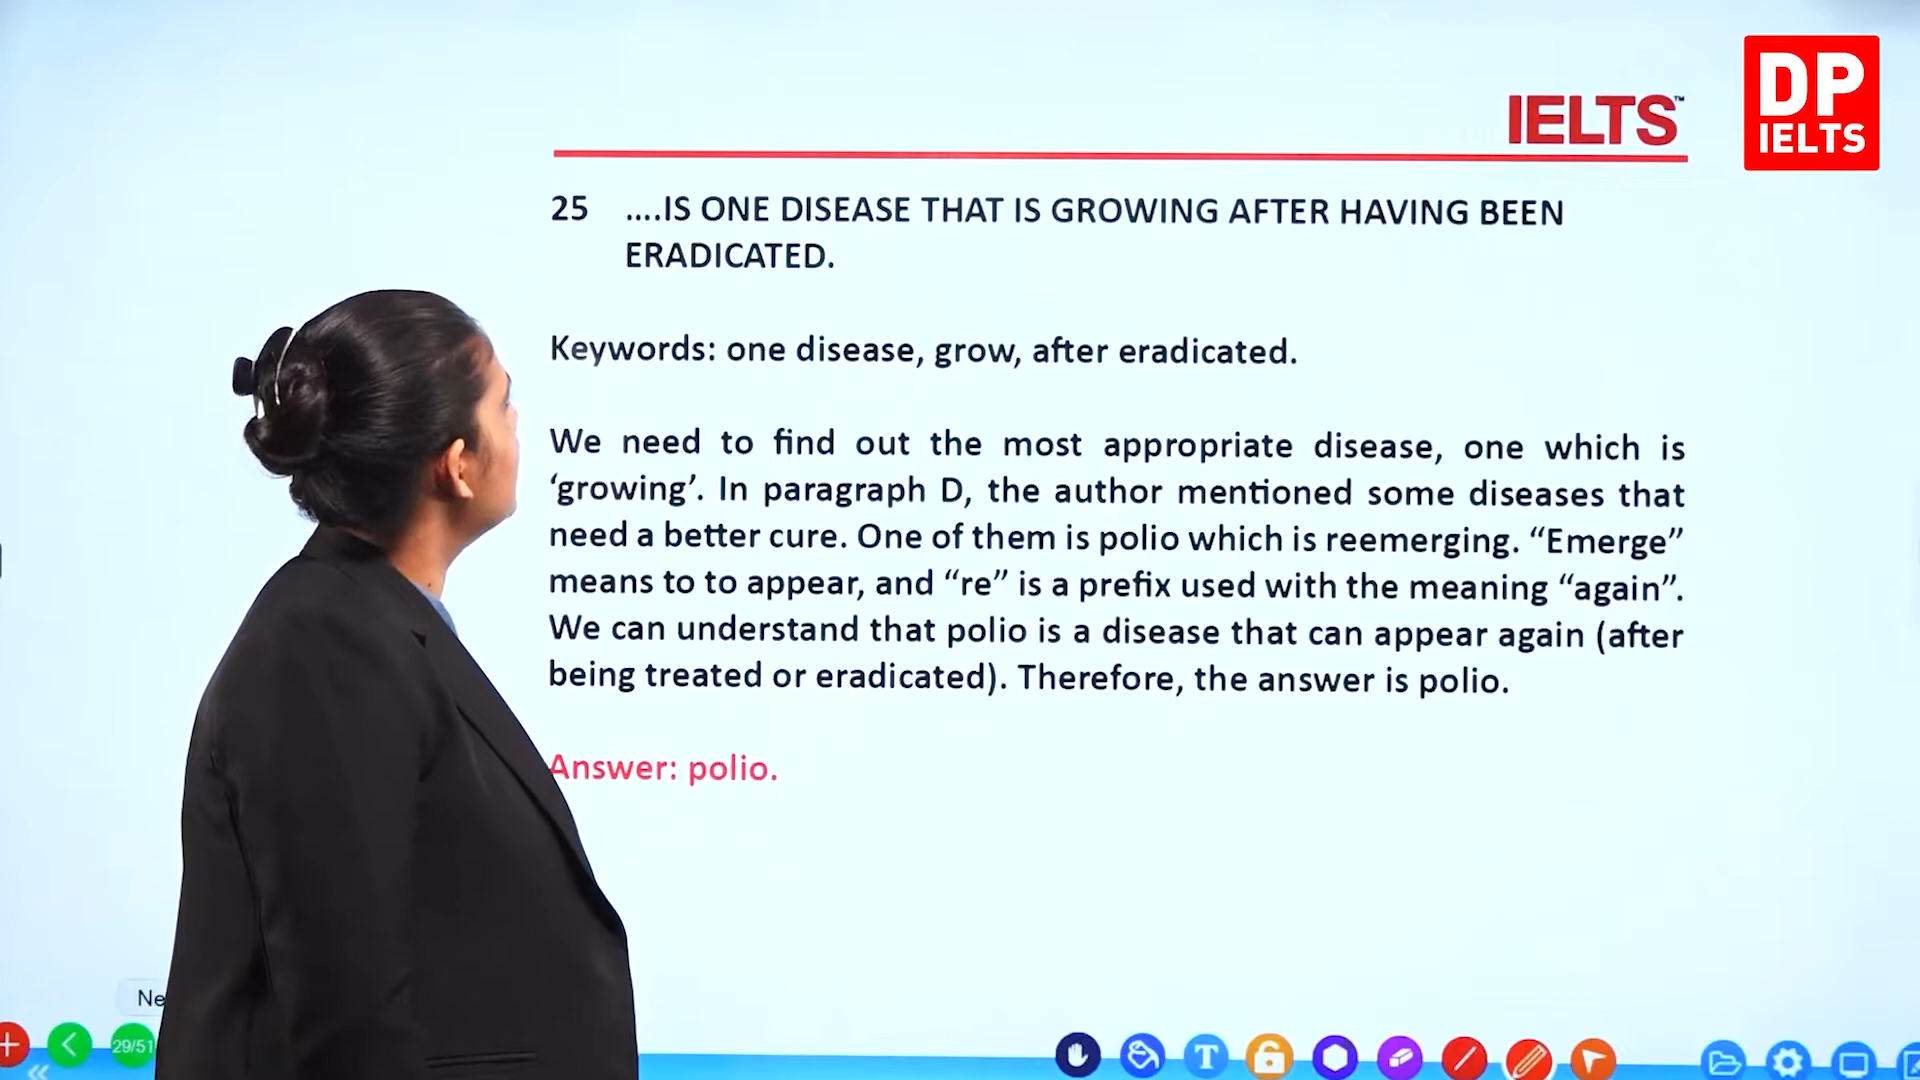 DP
IELTS
IELTS™
25 ....IS ONE DISEASE THAT IS GROWING AFTER HAVING BEEN
ERADICATED.
Keywords: one disease, grow, after eradicated.
We need to find out the most appropriate disease, one which is
‘growing’. In paragraph D, the author mentioned some diseases that
need a better cure. One of them is polio which is reemerging. “Emerge”
means to to appear, and “re” is a prefix used with the meaning “again”.
We can understand that polio is a disease that can appear again (after
being treated or eradicated). Therefore, the answer is polio.
Answer: polio.
29/51
T